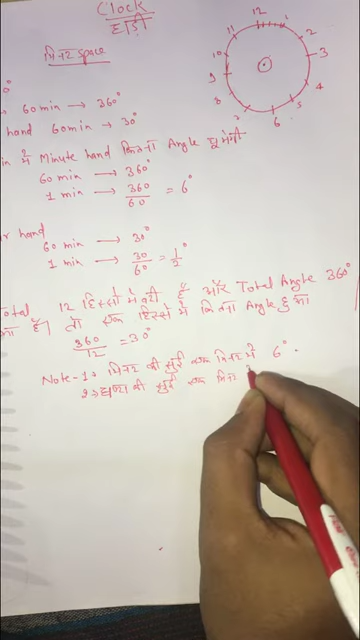 Clock
घड़ी
मिनट space
12
1
2
3
4
5
6
7
8
9
10
11
0°
→ 60 min → 360°
hand 60 min → 30°
में Minute hand कितना Angle घूमेगी
60 min → 360°
1 min → 360/60 = 6°
hand
60 min → 30°
1 min → 30/60 = 1/2°
Total 12 हिस्सो में बटी है और Total Angle 360°
है। तो एक हिस्से में कितना Angle हुआ
360/12 = 30°
Note-1→ मिनट की सुई एक मिनट में 6°.
2→ घण्टा की सुई एक मिन